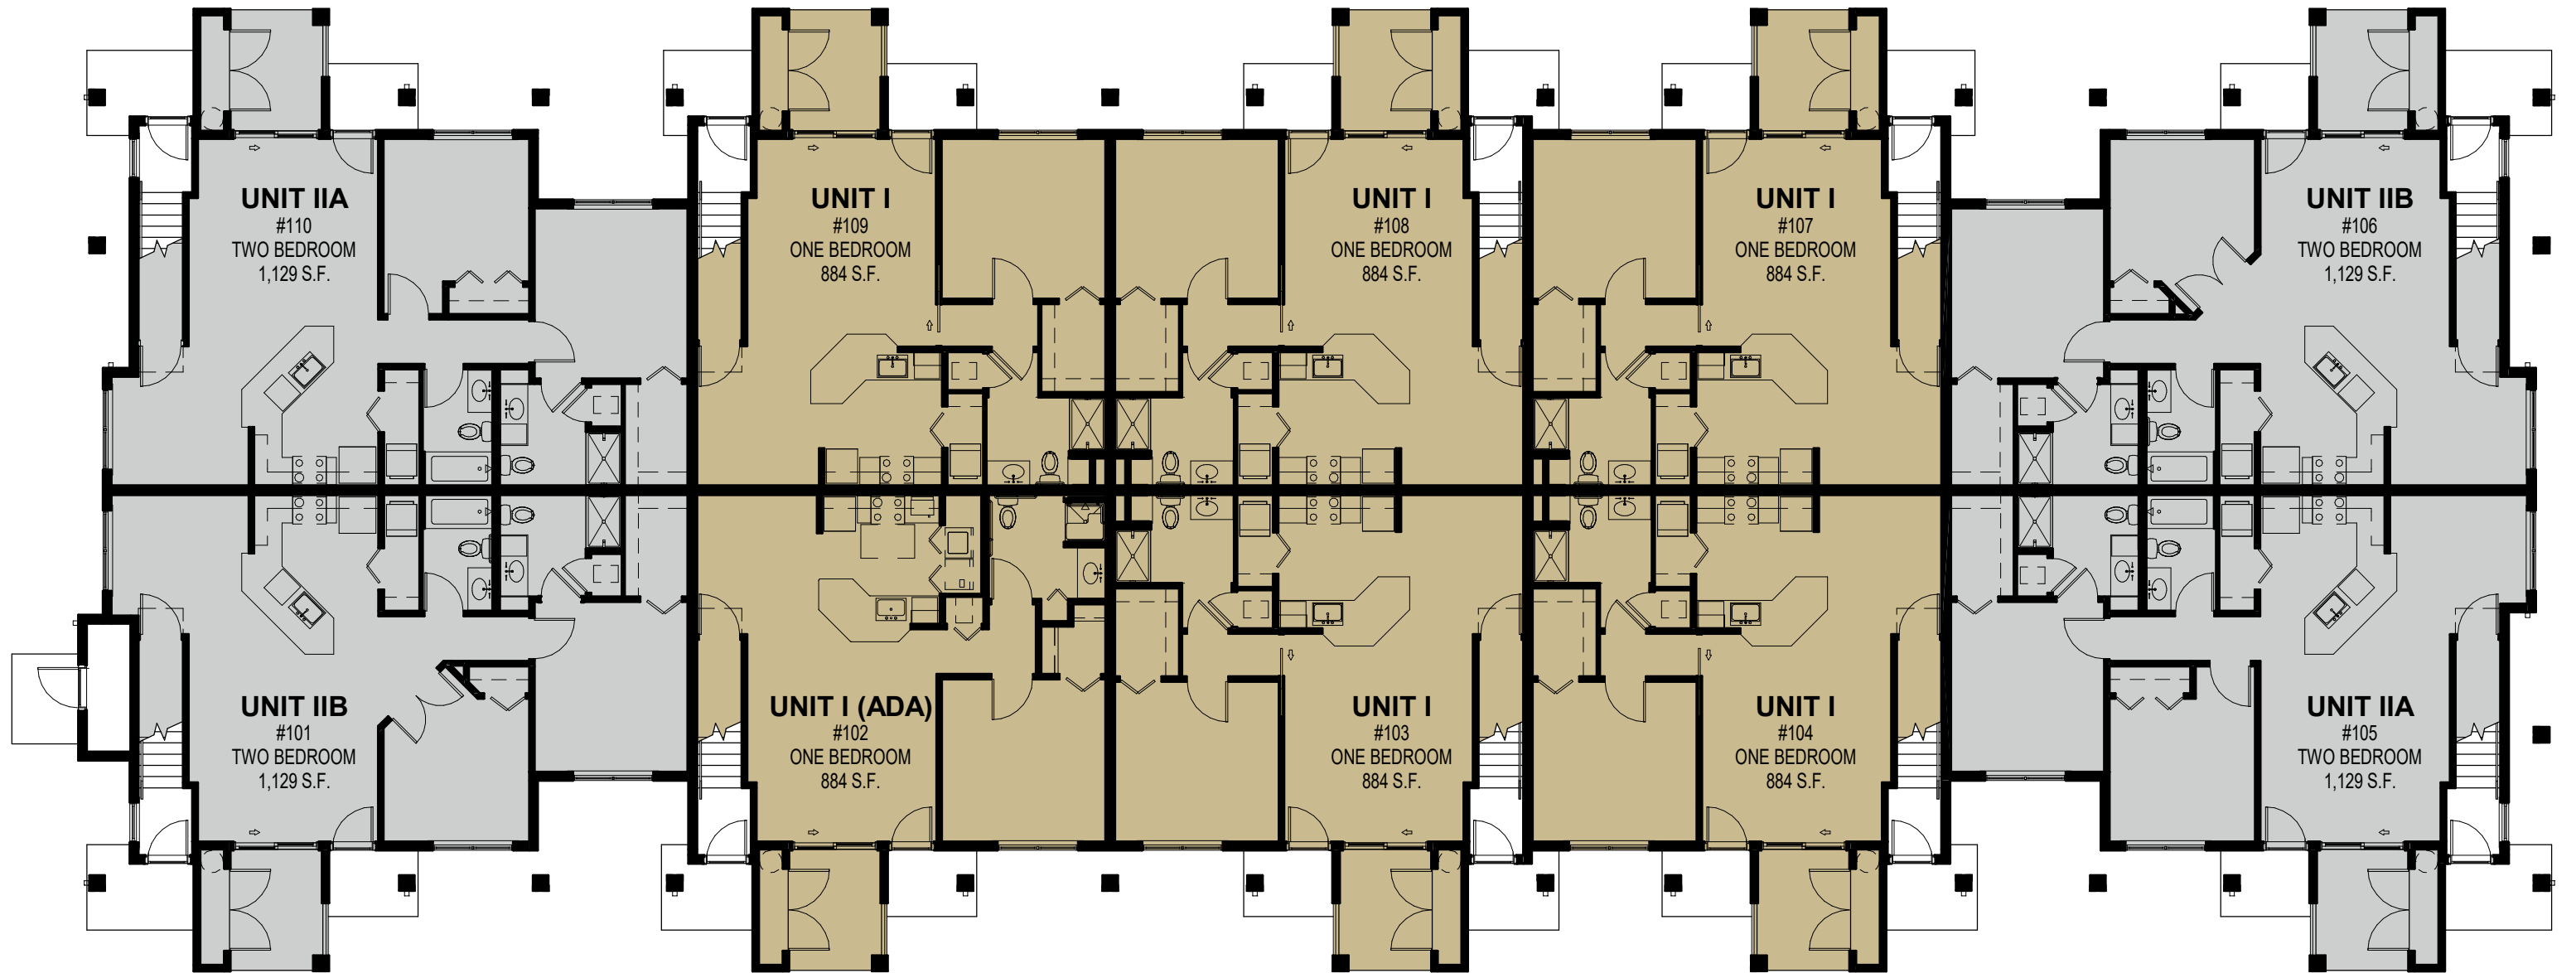 UNIT IIA
#110
TWO BEDROOM
1,129 S.F.
UNIT I
#109
ONE BEDROOM
884 S.F.
UNIT I
#108
ONE BEDROOM
884 S.F.
UNIT I
#107
ONE BEDROOM
884 S.F.
UNIT IIB
#106
TWO BEDROOM
1,129 S.F.
UNIT IIB
#101
TWO BEDROOM
1,129 S.F.
UNIT I (ADA)
#102
ONE BEDROOM
884 S.F.
UNIT I
#103
ONE BEDROOM
884 S.F.
UNIT I
#104
ONE BEDROOM
884 S.F.
UNIT IIA
#105
TWO BEDROOM
1,129 S.F.